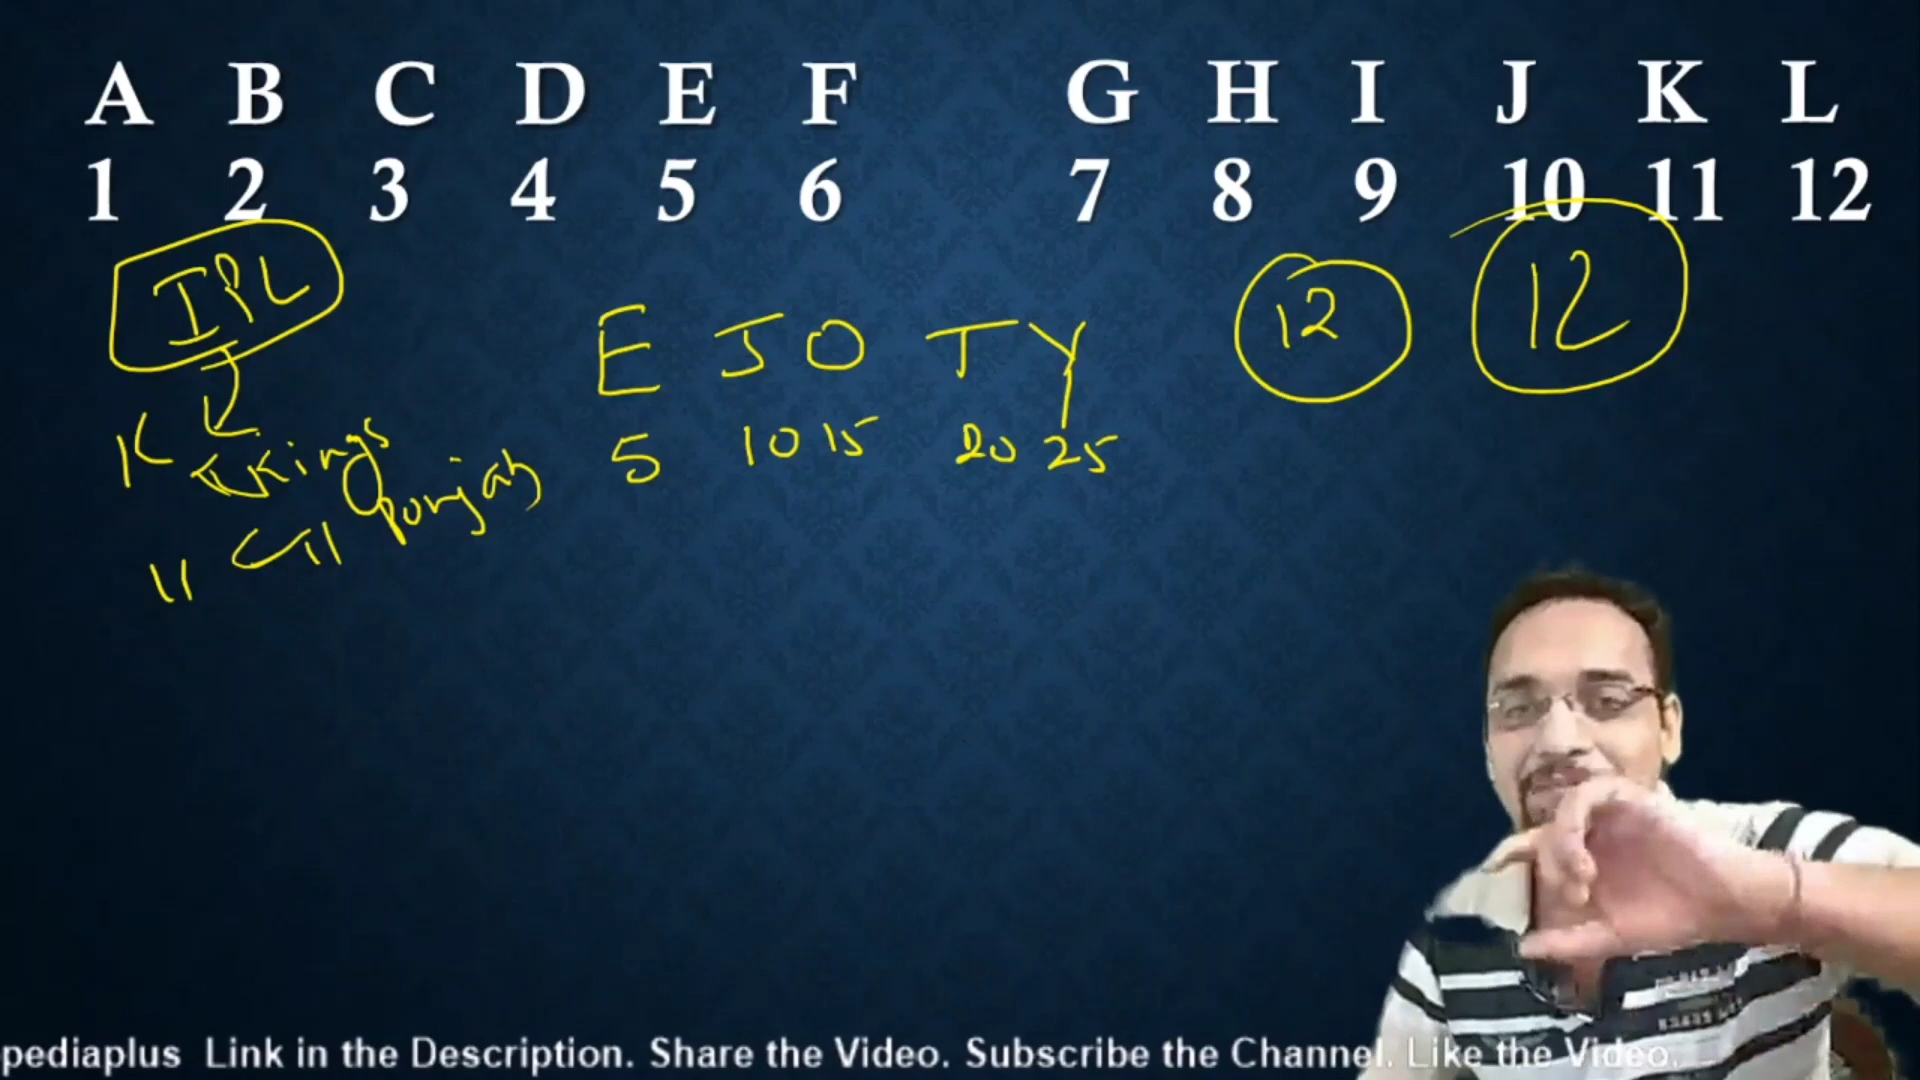 A B C D E F G H I J K L
1 2 3 4 5 6 7 8 9 10 11 12
IPL
E J O T Y 12 12
K Kings Punjab
5 10 15 20 25
11 11
pediaplus Link in the Description. Share the Video. Subscribe the Channel. Like the Video.